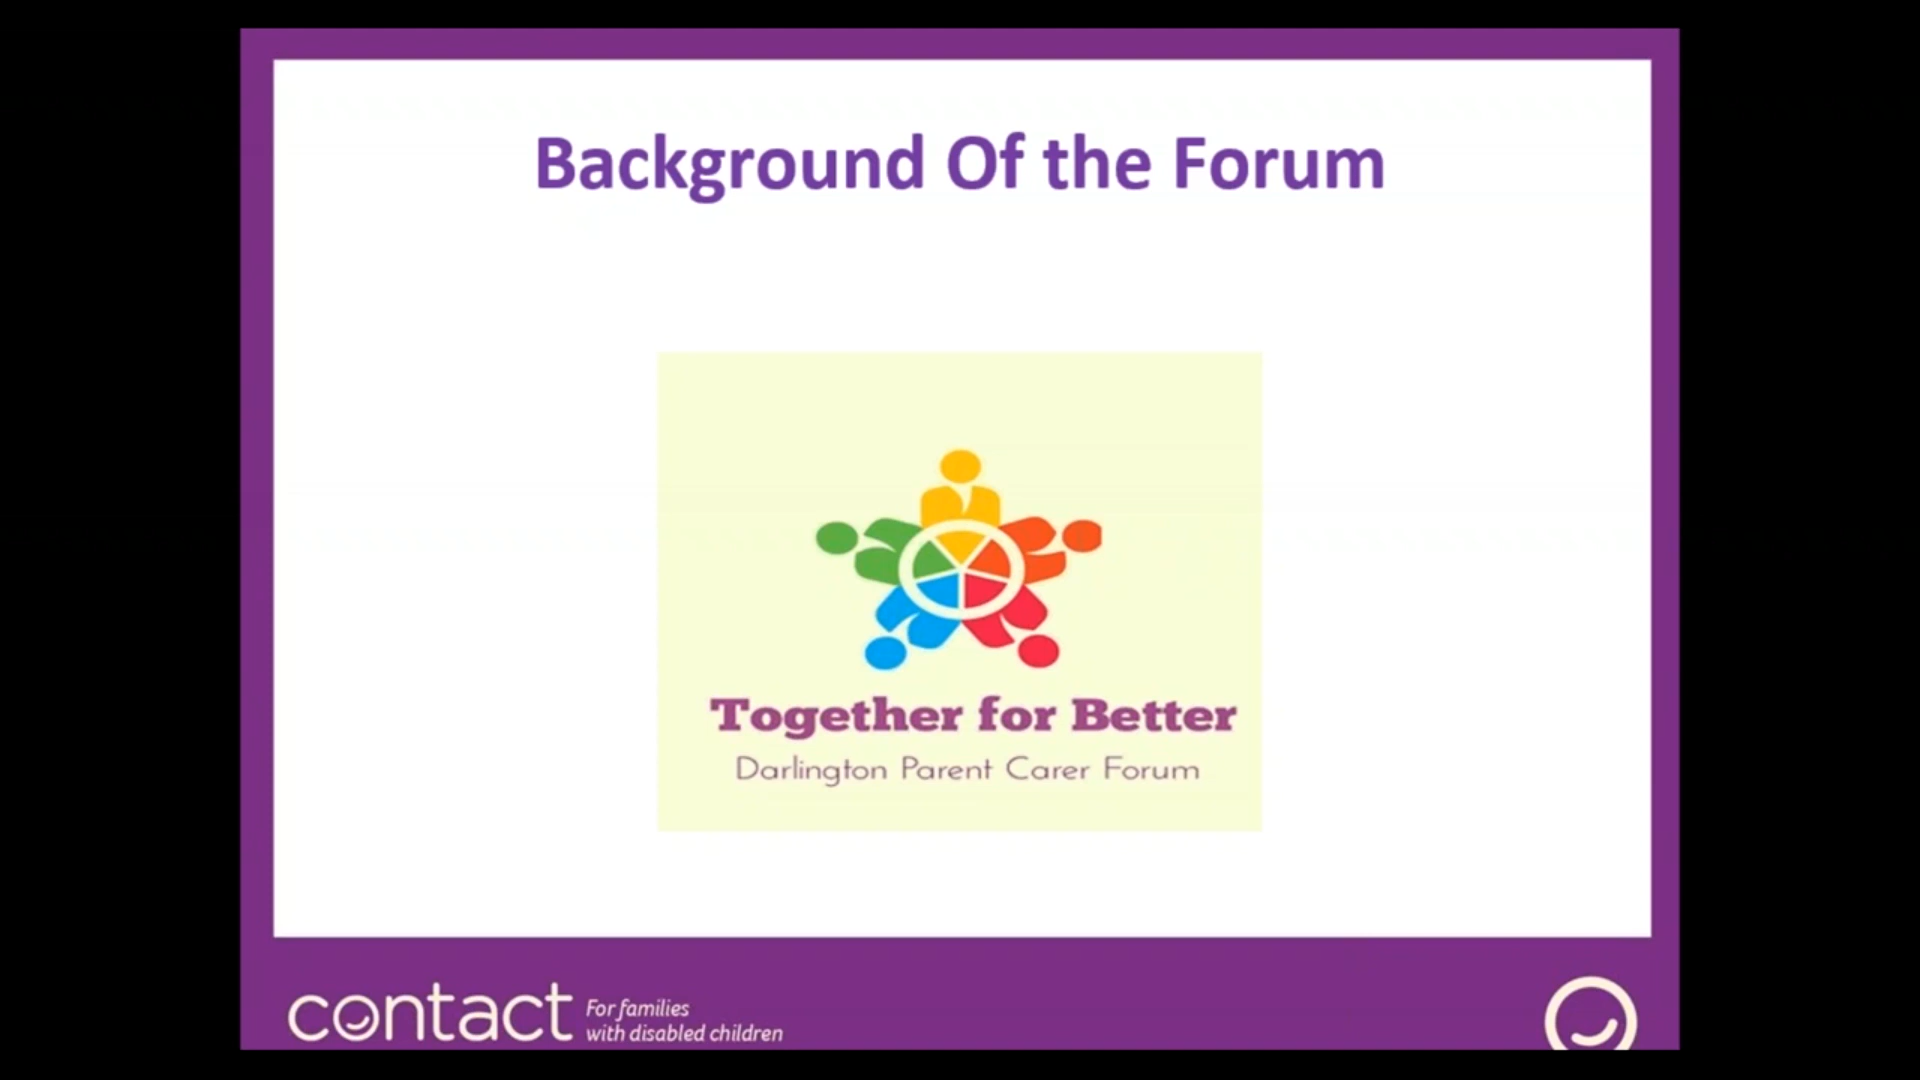 Background Of the Forum
Together for Better
Darlington Parent Carer Forum
contact
For families
with disabled children